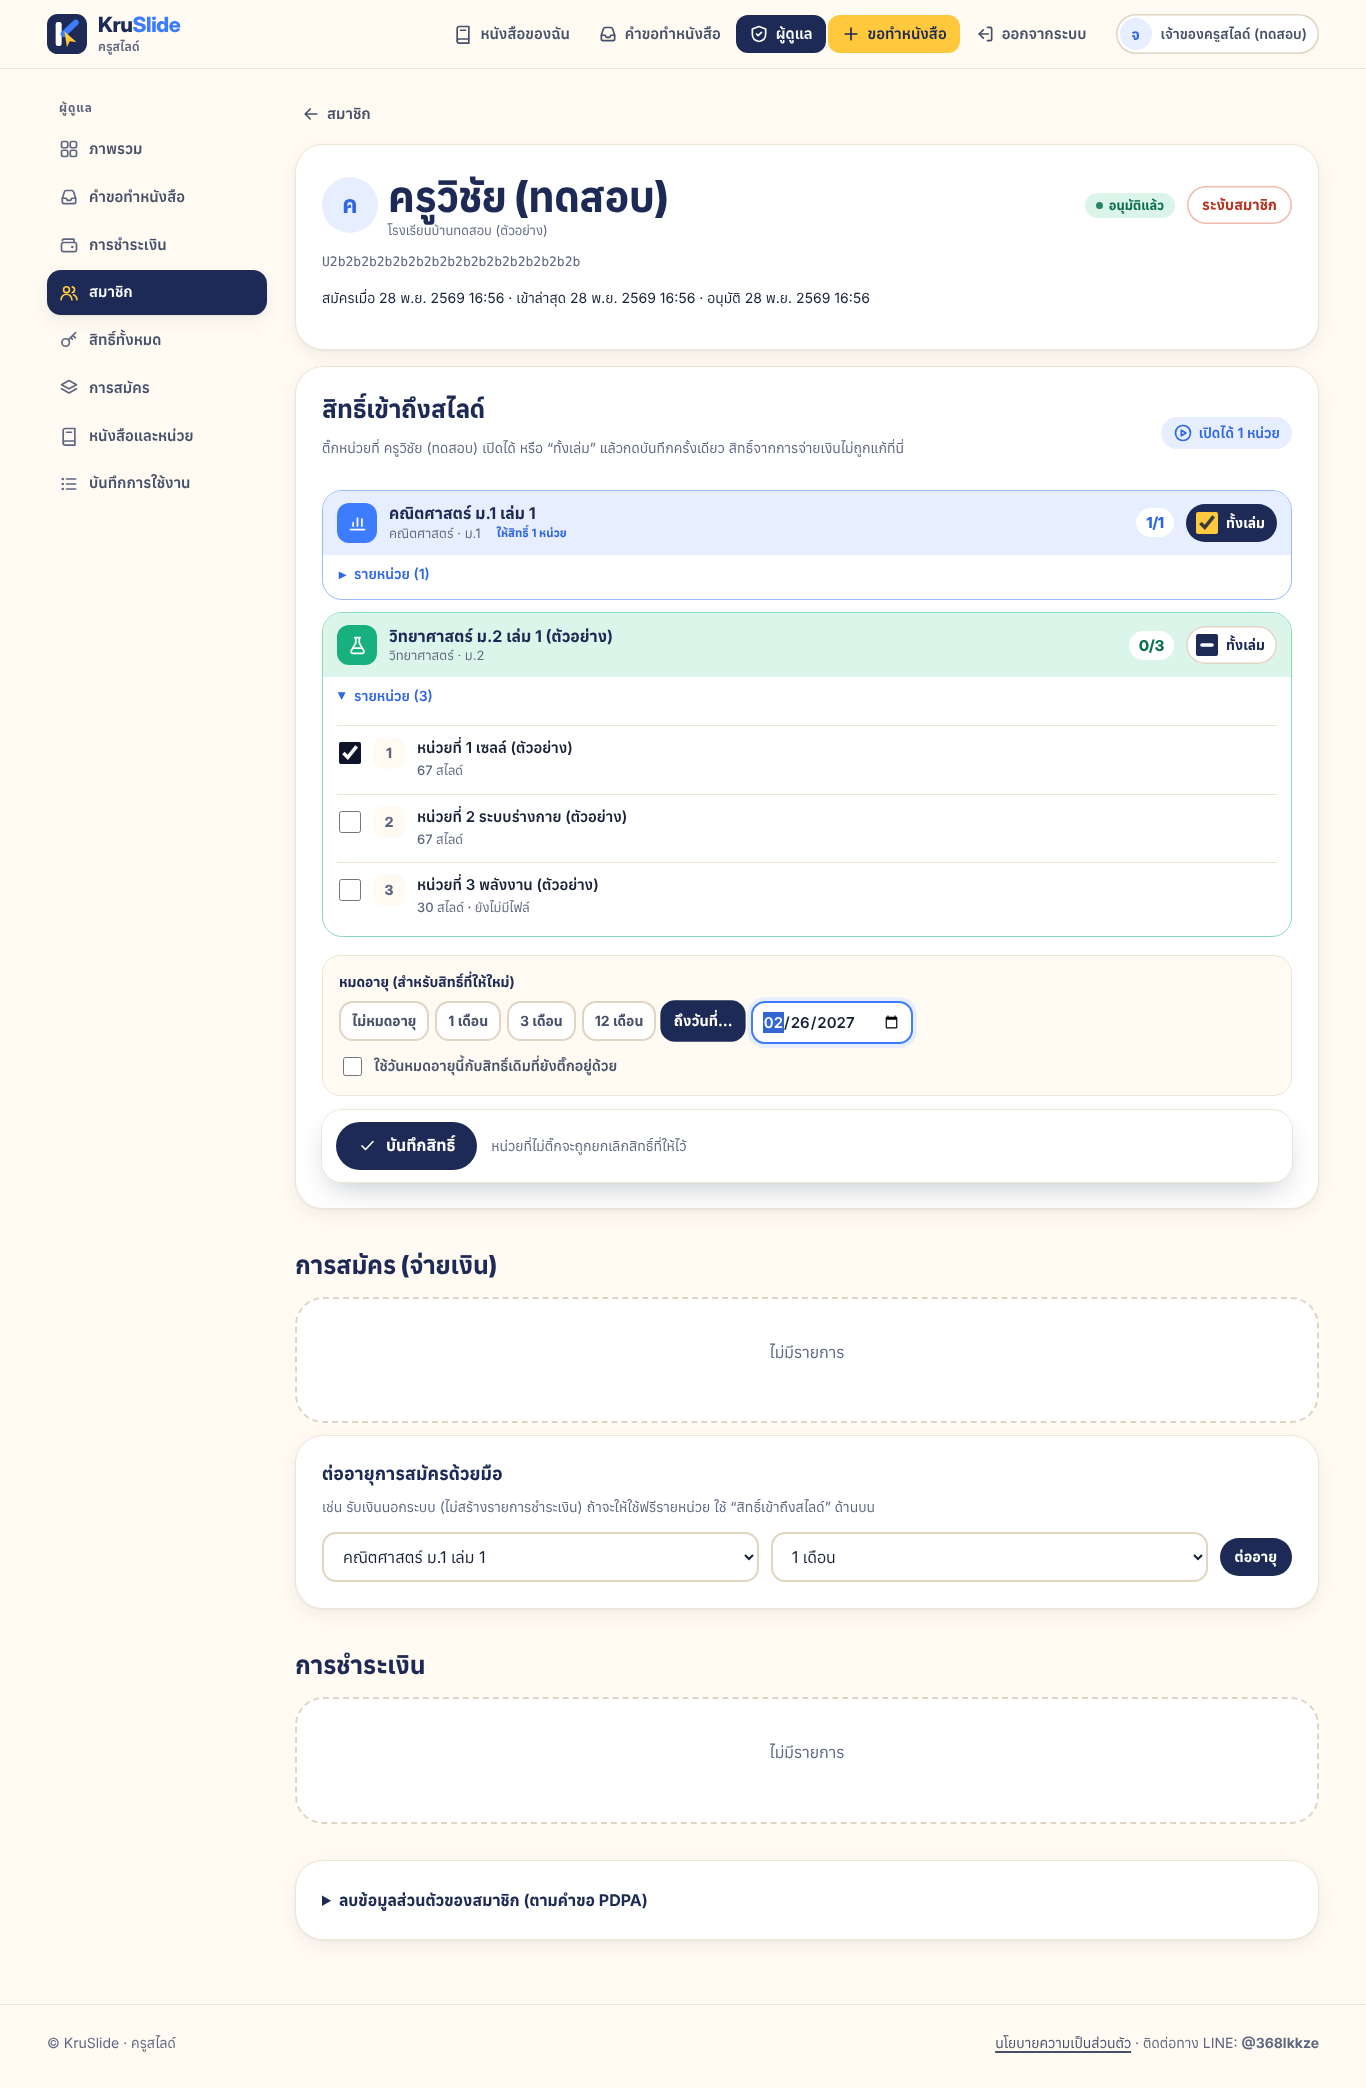 KruSlide
ครูสไลด์
หนังสือของฉัน
คำขอทำหนังสือ
ผู้ดูแล
ขอทำหนังสือ
ออกจากระบบ
จ
เจ้าของครูสไลด์ (ทดสอบ)
ผู้ดูแล
ภาพรวม
คำขอทำหนังสือ
การชำระเงิน
สมาชิก
สิทธิ์ทั้งหมด
การสมัคร
หนังสือและหน่วย
บันทึกการใช้งาน
สมาชิก
ค
ครูวิชัย (ทดสอบ)
โรงเรียนบ้านทดสอบ (ตัวอย่าง)
อนุมัติแล้ว
ระงับสมาชิก
U2b2b2b2b2b2b2b2b2b2b2b2b2b2b2b2b
สมัครเมื่อ 28 พ.ย. 2569 16:56 · เข้าล่าสุด 28 พ.ย. 2569 16:56 · อนุมัติ 28 พ.ย. 2569 16:56
สิทธิ์เข้าถึงสไลด์
ติ๊กหน่วยที่ ครูวิชัย (ทดสอบ) เปิดได้ หรือ “ทั้งเล่ม” แล้วกดบันทึกครั้งเดียว สิทธิ์จากการจ่ายเงินไม่ถูกแก้ที่นี่
เปิดได้ 1 หน่วย
คณิตศาสตร์ ม.1 เล่ม 1
คณิตศาสตร์ · ม.1 ให้สิทธิ์ 1 หน่วย
1/1
ทั้งเล่ม
รายหน่วย (1)
วิทยาศาสตร์ ม.2 เล่ม 1 (ตัวอย่าง)
วิทยาศาสตร์ · ม.2
0/3
ทั้งเล่ม
รายหน่วย (3)
1
หน่วยที่ 1 เซลล์ (ตัวอย่าง)
67 สไลด์
2
หน่วยที่ 2 ระบบร่างกาย (ตัวอย่าง)
67 สไลด์
3
หน่วยที่ 3 พลังงาน (ตัวอย่าง)
30 สไลด์ · ยังไม่มีไฟล์
หมดอายุ (สำหรับสิทธิ์ที่ให้ใหม่)
ไม่หมดอายุ
1 เดือน
3 เดือน
12 เดือน
ถึงวันที่…
02/26/2027
ใช้วันหมดอายุนี้กับสิทธิ์เดิมที่ยังติ๊กอยู่ด้วย
บันทึกสิทธิ์
หน่วยที่ไม่ติ๊กจะถูกยกเลิกสิทธิ์ที่ให้ไว้
การสมัคร (จ่ายเงิน)
ไม่มีรายการ
ต่ออายุการสมัครด้วยมือ
เช่น รับเงินนอกระบบ (ไม่สร้างรายการชำระเงิน) ถ้าจะให้ใช้ฟรีรายหน่วย ใช้ “สิทธิ์เข้าถึงสไลด์” ด้านบน
คณิตศาสตร์ ม.1 เล่ม 1
1 เดือน
ต่ออายุ
การชำระเงิน
ไม่มีรายการ
ลบข้อมูลส่วนตัวของสมาชิก (ตามคำขอ PDPA)
© KruSlide · ครูสไลด์
นโยบายความเป็นส่วนตัว · ติดต่อทาง LINE: @368lkkze